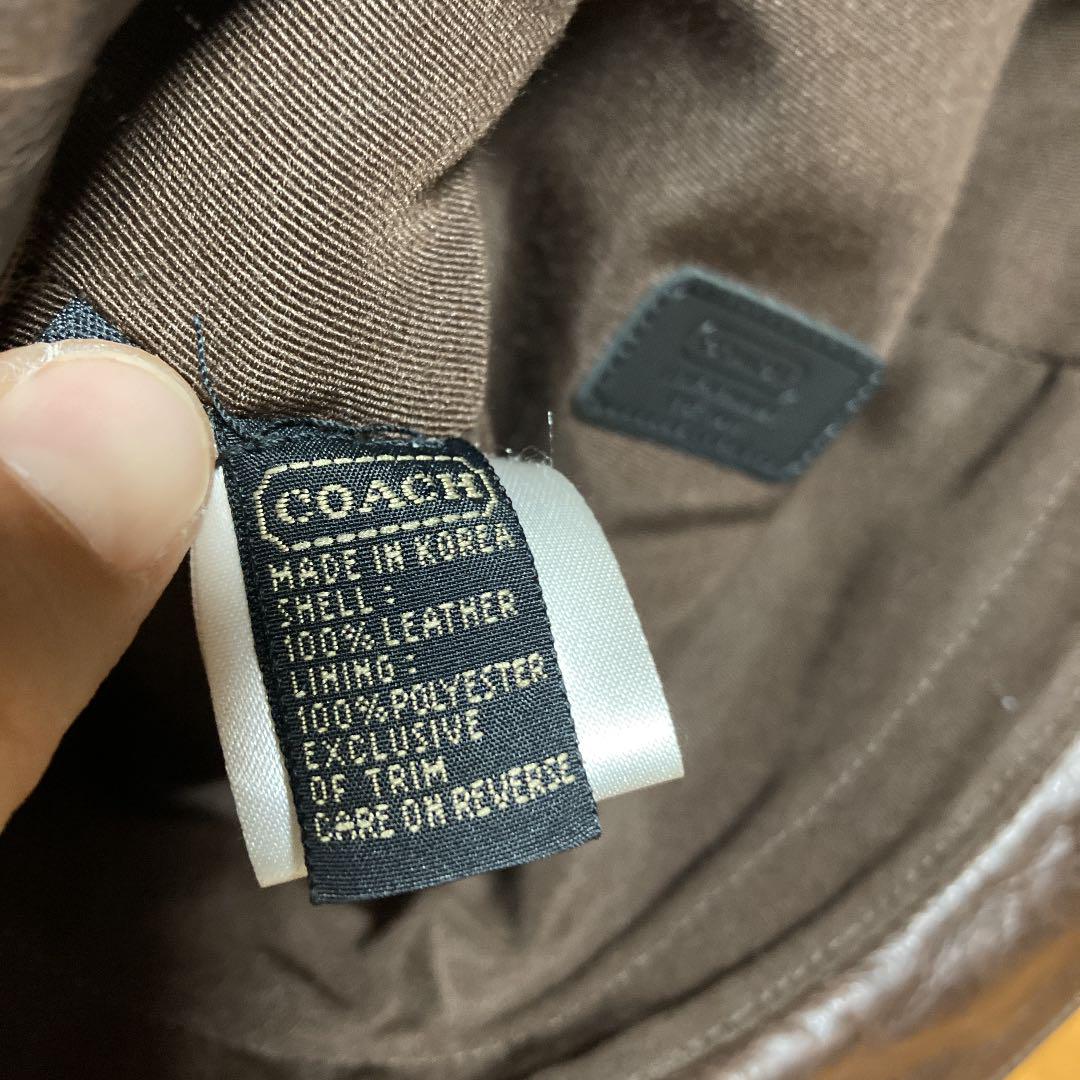 COACH
MADE IN KOREA
SHELL:
100% LEATHER
LINING:
100% POLYESTER
EXCLUSIVE
OF TRIM
CARE ON REVERSE